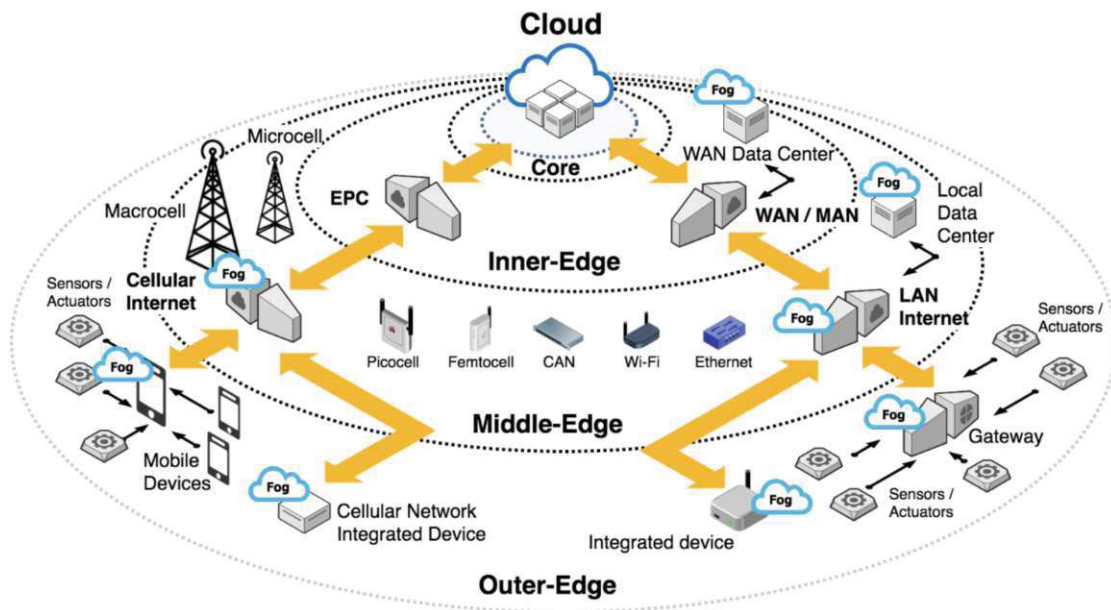 Cloud
Fog
Microcell
WAN Data Center
Core
Fog
Macrocell
EPC
WAN / MAN
Local
Data
Center
Inner-Edge
Fog
Cellular
Internet
Sensors /
Actuators
Fog
LAN
Internet
Sensors /
Actuators
Picocell
Femtocell
CAN
Wi-Fi
Ethernet
Fog
Fog
Middle-Edge
Gateway
Mobile
Devices
Fog
Cellular Network
Integrated Device
Fog
Integrated device
Sensors /
Actuators
Outer-Edge